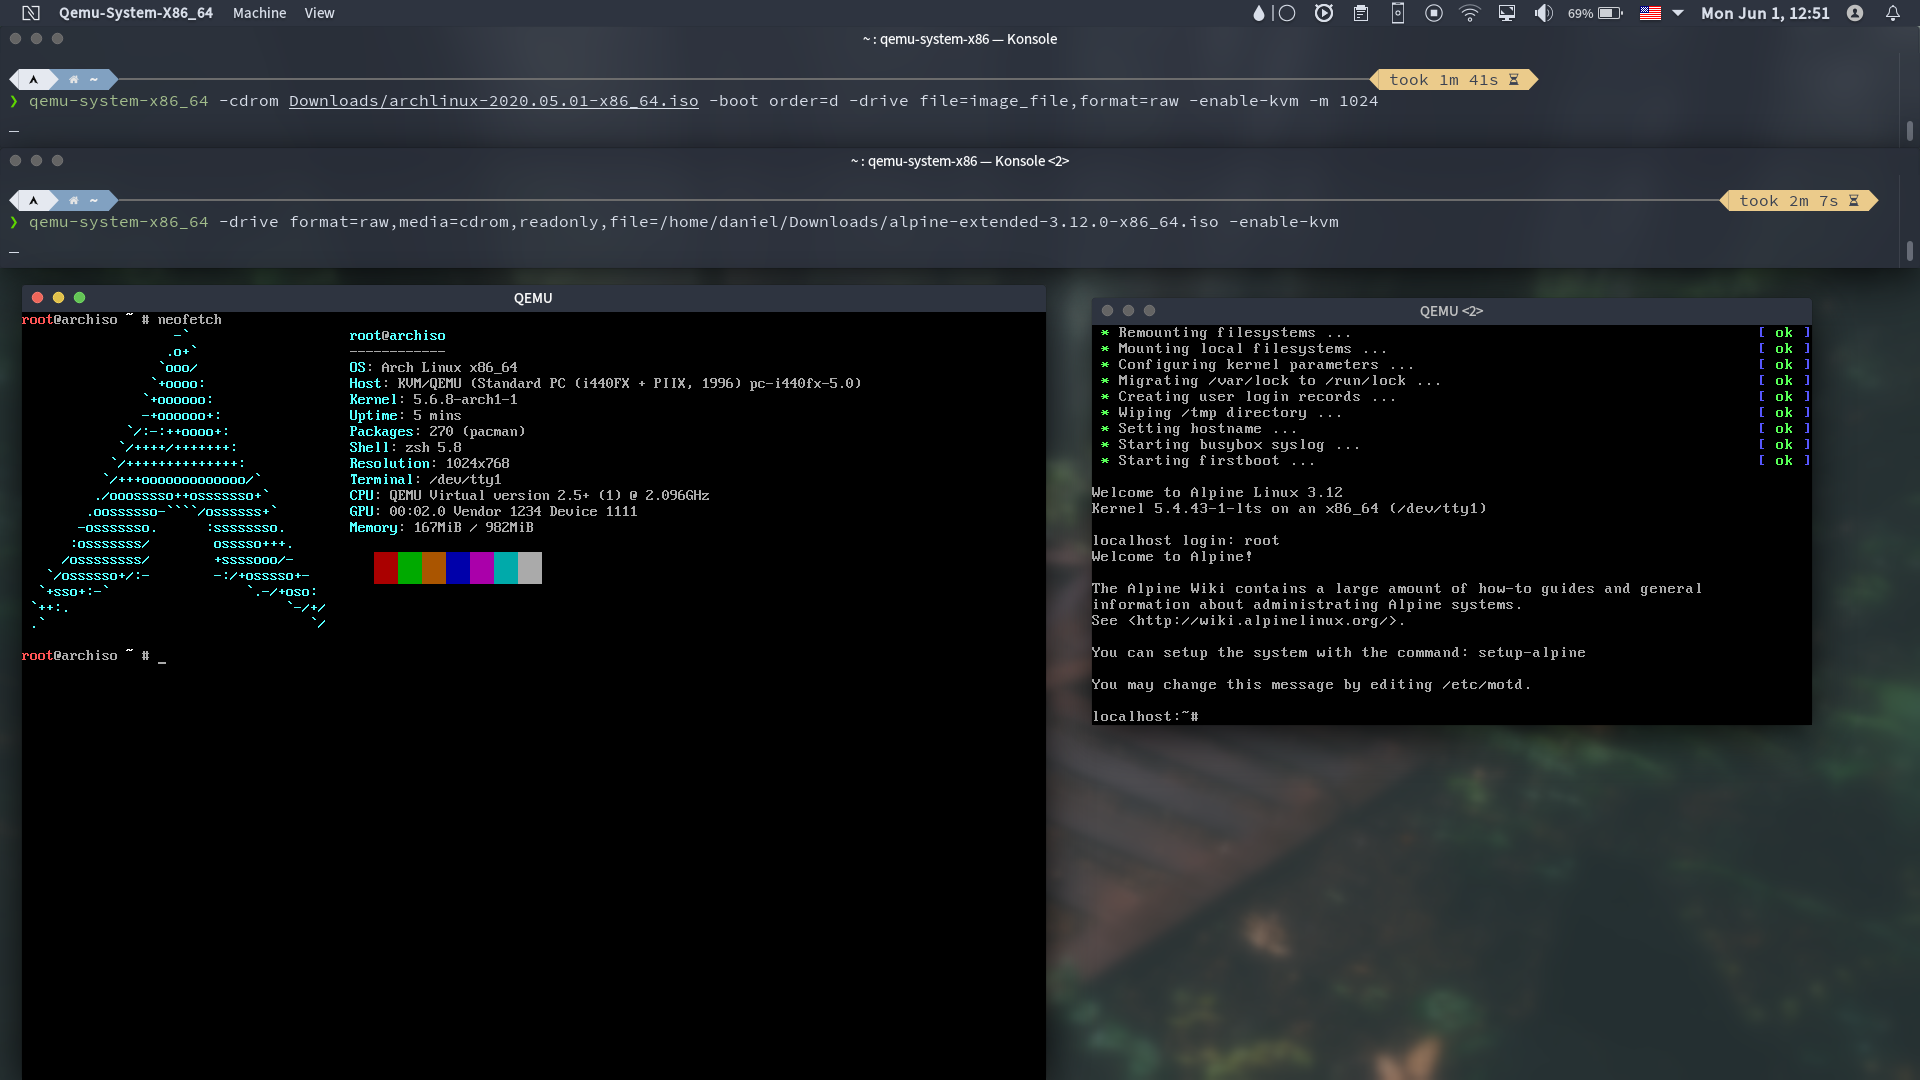 Qemu-System-X86_64 Machine View 69% Mon Jun 1, 12:51
~ : qemu-system-x86 — Konsole
~ took 1m 41s
❯ qemu-system-x86_64 -cdrom Downloads/archlinux-2020.05.01-x86_64.iso -boot order=d -drive file=image_file,format=raw -enable-kvm -m 1024
~ : qemu-system-x86 — Konsole <2>
~ took 2m 7s
❯ qemu-system-x86_64 -drive format=raw,media=cdrom,readonly,file=/home/daniel/Downloads/alpine-extended-3.12.0-x86_64.iso -enable-kvm
QEMU
root@archiso ~ # neofetch
root@archiso
------------
OS: Arch Linux x86_64
Host: KVM/QEMU (Standard PC (i440FX + PIIX, 1996) pc-i440fx-5.0)
Kernel: 5.6.8-arch1-1
Uptime: 5 mins
Packages: 270 (pacman)
Shell: zsh 5.8
Resolution: 1024x768
Terminal: /dev/tty1
CPU: QEMU Virtual version 2.5+ (1) @ 2.096GHz
GPU: 00:02.0 Vendor 1234 Device 1111
Memory: 167MiB / 982MiB
root@archiso ~ # _
QEMU <2>
* Remounting filesystems ... [ ok ]
* Mounting local filesystems ... [ ok ]
* Configuring kernel parameters ... [ ok ]
* Migrating /var/lock to /run/lock ... [ ok ]
* Creating user login records ... [ ok ]
* Wiping /tmp directory ... [ ok ]
* Setting hostname ... [ ok ]
* Starting busybox syslog ... [ ok ]
* Starting firstboot ... [ ok ]
Welcome to Alpine Linux 3.12
Kernel 5.4.43-1-lts on an x86_64 (/dev/tty1)
localhost login: root
Welcome to Alpine!
The Alpine Wiki contains a large amount of how-to guides and general
information about administrating Alpine systems.
See <http://wiki.alpinelinux.org/>.
You can setup the system with the command: setup-alpine
You may change this message by editing /etc/motd.
localhost:~#